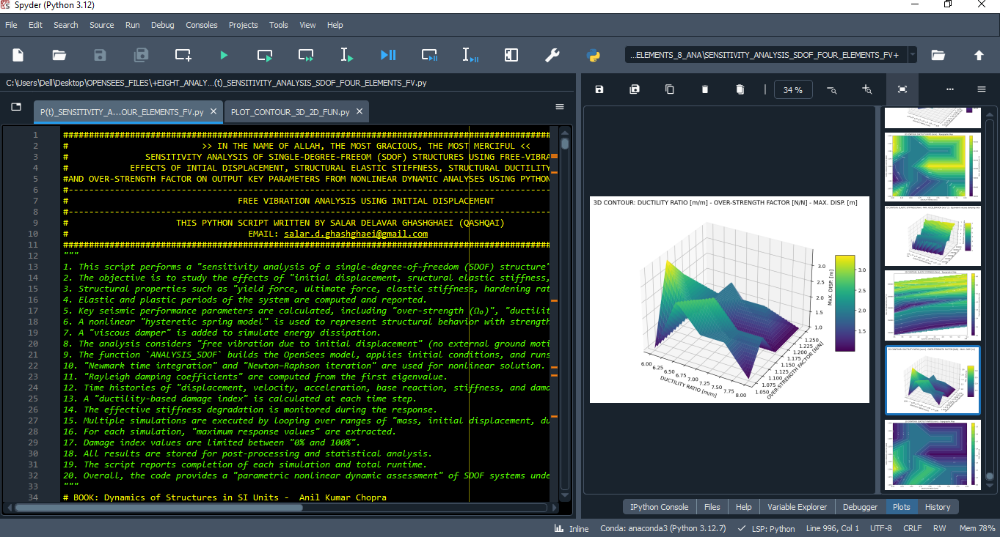 Spyder (Python 3.12)
File Edit Search Source Run Debug Consoles Projects Tools View Help
...ELEMENTS_8_ANA\SENSITIVITY_ANALYSIS_SDOF_FOUR_ELEMENTS_FV+
C:\Users\Dell\Desktop\OPENSEES_FILES\+EIGHT_ANALY...(t)_SENSITIVITY_ANALYSIS_SDOF_FOUR_ELEMENTS_FV.py
34 %
P(t)_SENSITIVITY_A...OUR_ELEMENTS_FV.py PLOT_CONTOUR_3D_2D_FUN.py
1 ###############################################################################################
2 # >> IN THE NAME OF ALLAH, THE MOST GRACIOUS, THE MOST MERCIFUL <<
3 # SENSITIVITY ANALYSIS OF SINGLE-DEGREE-FREEOM (SDOF) STRUCTURES USING FREE-VIBRA
4 # EFFECTS OF INTIAL DISPLACEMENT, STRUCTURAL ELASTIC STIFFNESS, STRUCTURAL DUCTILITY
5 #AND OVER-STRENGTH FACTOR ON OUTPUT KEY PARAMETERS FROM NONLINEAR DYNAMIC ANALYSES USING PYTHON
6 #----------------------------------------------------------------------------------------------
7 # FREE VIBRATION ANALYSIS USING INITIAL DISPLACEMENT
8 #----------------------------------------------------------------------------------------------
9 # THIS PYTHON SCRIPT WRITTEN BY SALAR DELAVAR GHASHGHAEI (QASHQAI)
10 # EMAIL: salar.d.ghashghaei@gmail.com
11 ###############################################################################################
12 """
13 1. This script performs a "sensitivity analysis of a single-degree-of-freedom (SDOF) structure"
14 2. The objective is to study the effects of "initial displacement, sructural elastic stiffness,
15 3. Structural properties such as "yield force, ultimate force, elastic stiffness, hardening rat
16 4. Elastic and plastic periods of the system are computed and reported.
17 5. Key seismic performance parameters are calculated, including "over-strength (Ω₀)", "ductilit
18 6. A nonlinear "hysteretic spring model" is used to represent structural behavior with strength
19 7. A "viscous damper" is added to simulate energy dissipation.
20 8. The analysis considers "free vibration due to initial displacement" (no external ground moti
21 9. The function `ANALYSIS_SDOF` builds the OpenSees model, applies initial conditions, and runs
22 10. "Newmark time integration" and "Newton-Raphson iteration" are used for nonlinear solution.
23 11. "Rayleigh damping coefficients" are computed from the first eigenvalue.
24 12. Time histories of "displacement, velocity, acceleration, base reaction, stiffness, and dama
25 13. A "ductility-based damage index" is calculated at each time step.
26 14. The effective stiffness degradation is monitored during the response.
27 15. Multiple simulations are executed by looping over ranges of "mass, initial displacement, du
28 16. For each simulation, "maximum response values" are extracted.
29 17. Damage index values are limited between "0% and 100%".
30 18. All results are stored for post-processing and statistical analysis.
31 19. The script reports completion of each simulation and total runtime.
32 20. Overall, the code provides a "parametric nonlinear dynamic assessment" of SDOF systems unde
33 """
34 # BOOK: Dynamics of Structures in SI Units - Anil Kumar Chopra
3D CONTOUR: DUCTILITY RATIO [m/m] - OVER-STRENGTH FACTOR [N/N] - MAX. DISP. [m]
3.0
2.5
2.0
1.5
1.0
MAX. DISP. [m]
3.0
2.5
2.0
1.5
6.00 6.25 6.50 6.75 7.00 7.25 7.50 7.75 8.00
DUCTILITY RATIO [m/m]
1.050 1.075 1.100 1.125 1.150 1.175 1.200 1.225 1.250
OVER-STRENGTH FACTOR [N/N]
IPython Console Files Help Variable Explorer Debugger Plots History
Inline Conda: anaconda3 (Python 3.12.7) LSP: Python Line 996, Col 1 UTF-8 CRLF RW Mem 78%